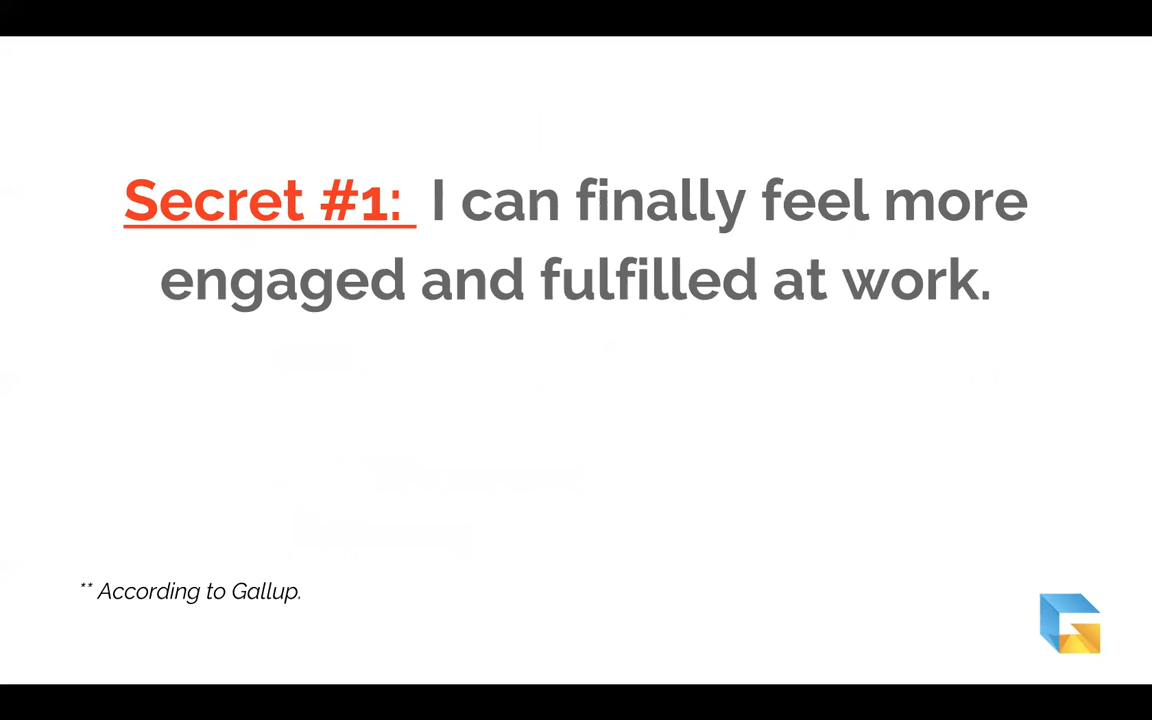 Secret #1: I can finally feel more
engaged and fulfilled at work.
** According to Gallup.